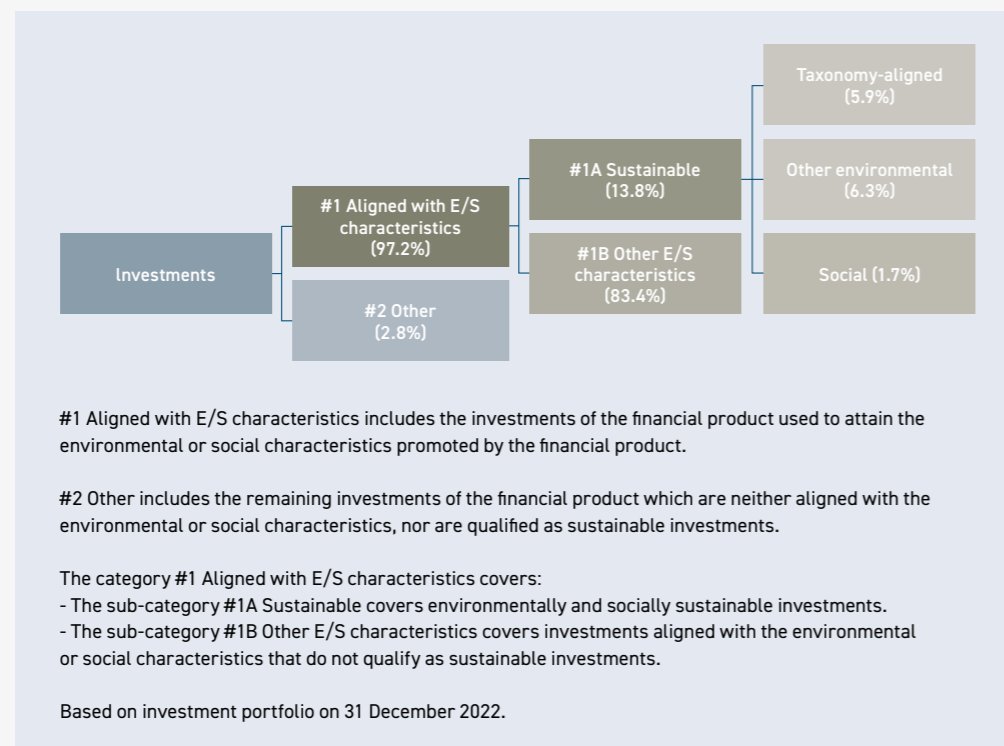 Investments
#1 Aligned with E/S
characteristics
(97.2%)
#2 Other
(2.8%)
#1A Sustainable
(13.8%)
#1B Other E/S
characteristics
(83.4%)
Taxonomy-aligned
(5.9%)
Other environmental
(6.3%)
Social (1.7%)
#1 Aligned with E/S characteristics includes the investments of the financial product used to attain the
environmental or social characteristics promoted by the financial product.
#2 Other includes the remaining investments of the financial product which are neither aligned with the
environmental or social characteristics, nor are qualified as sustainable investments.
The category #1 Aligned with E/S characteristics covers:
- The sub-category #1A Sustainable covers environmentally and socially sustainable investments.
- The sub-category #1B Other E/S characteristics covers investments aligned with the environmental
or social characteristics that do not qualify as sustainable investments.
Based on investment portfolio on 31 December 2022.